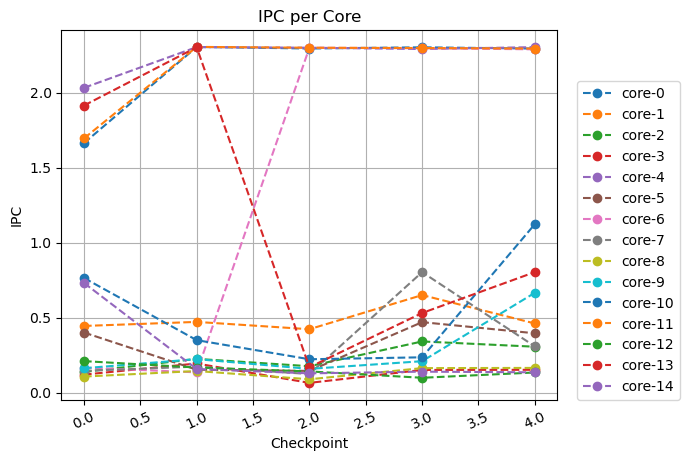 IPC per Core
IPC
2.0
1.5
1.0
0.5
0.0
0.0
0.5
1.0
1.5
2.0
2.5
3.0
3.5
4.0
Checkpoint
core-0
core-1
core-2
core-3
core-4
core-5
core-6
core-7
core-8
core-9
core-10
core-11
core-12
core-13
core-14